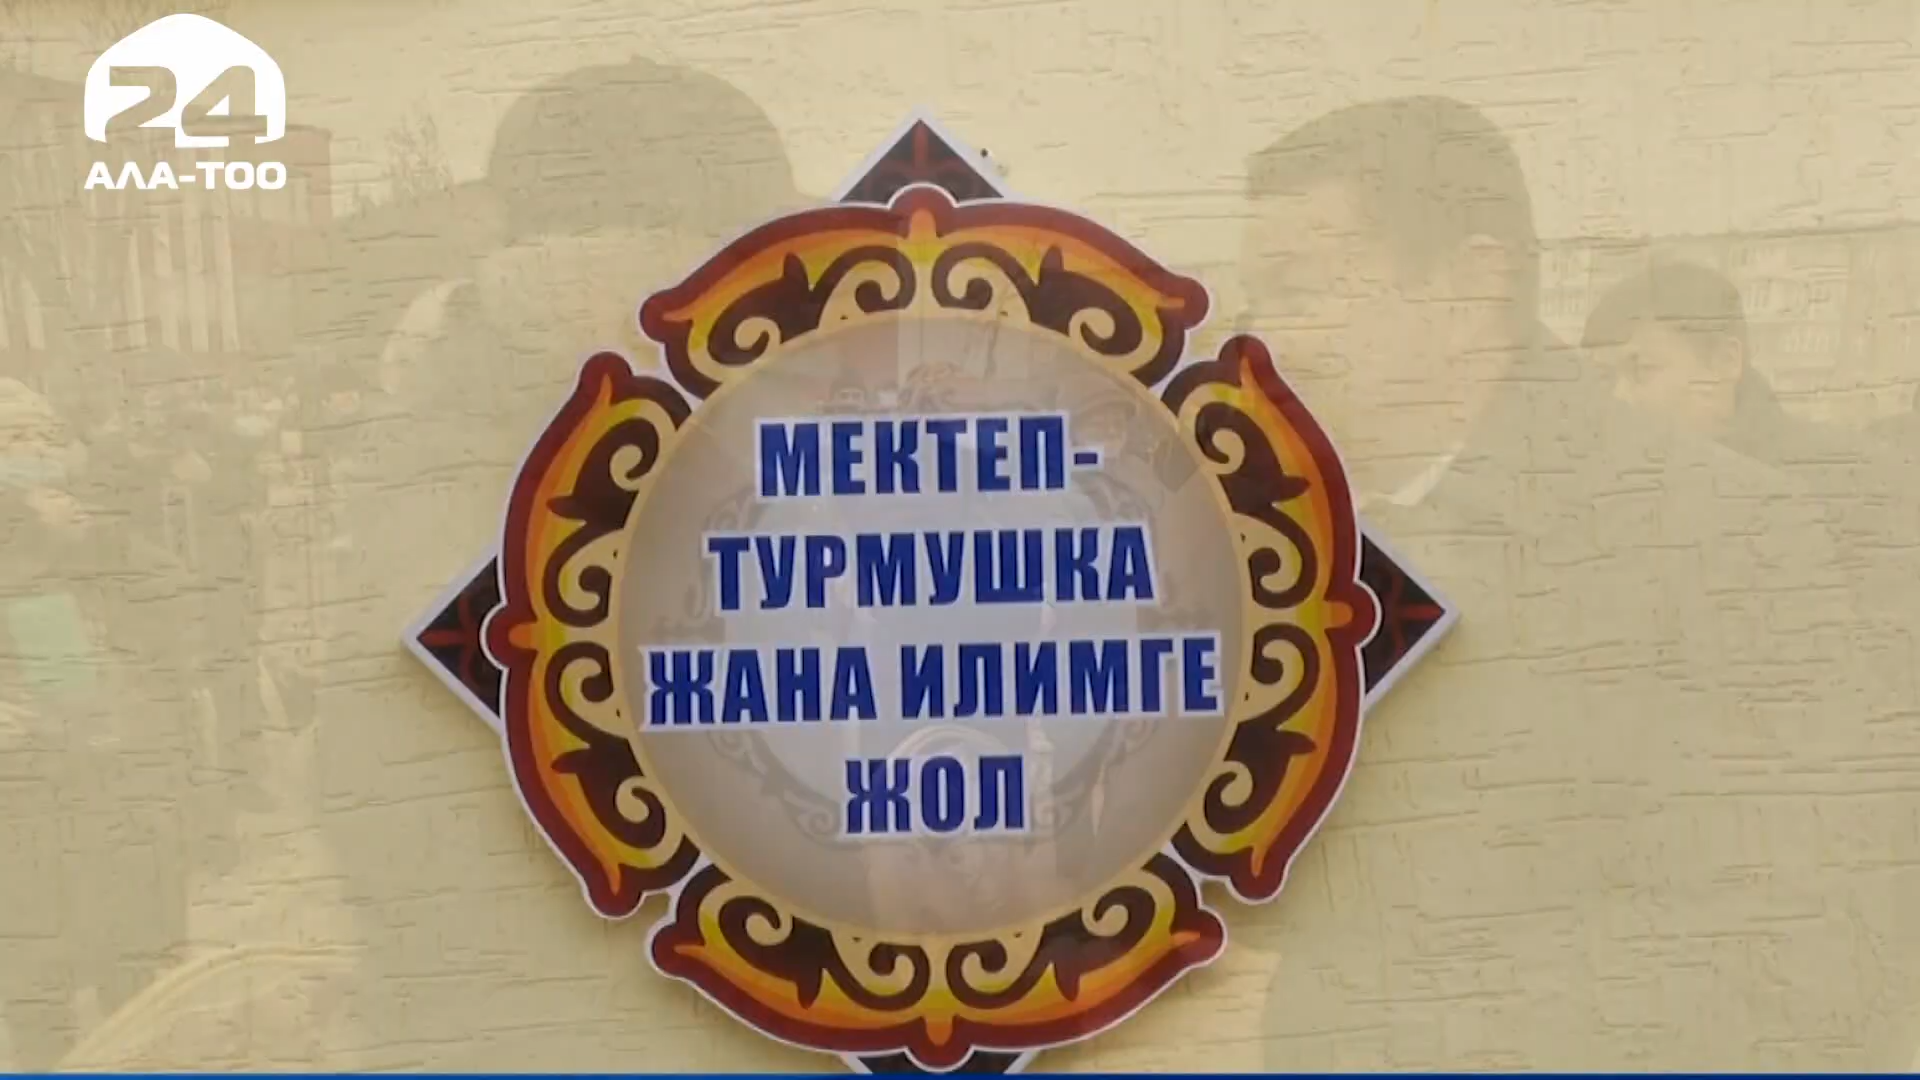 24
АЛА-ТОО
МЕКТЕП-
ТУРМУШКА
ЖАНА ИЛИМГЕ
ЖОЛ